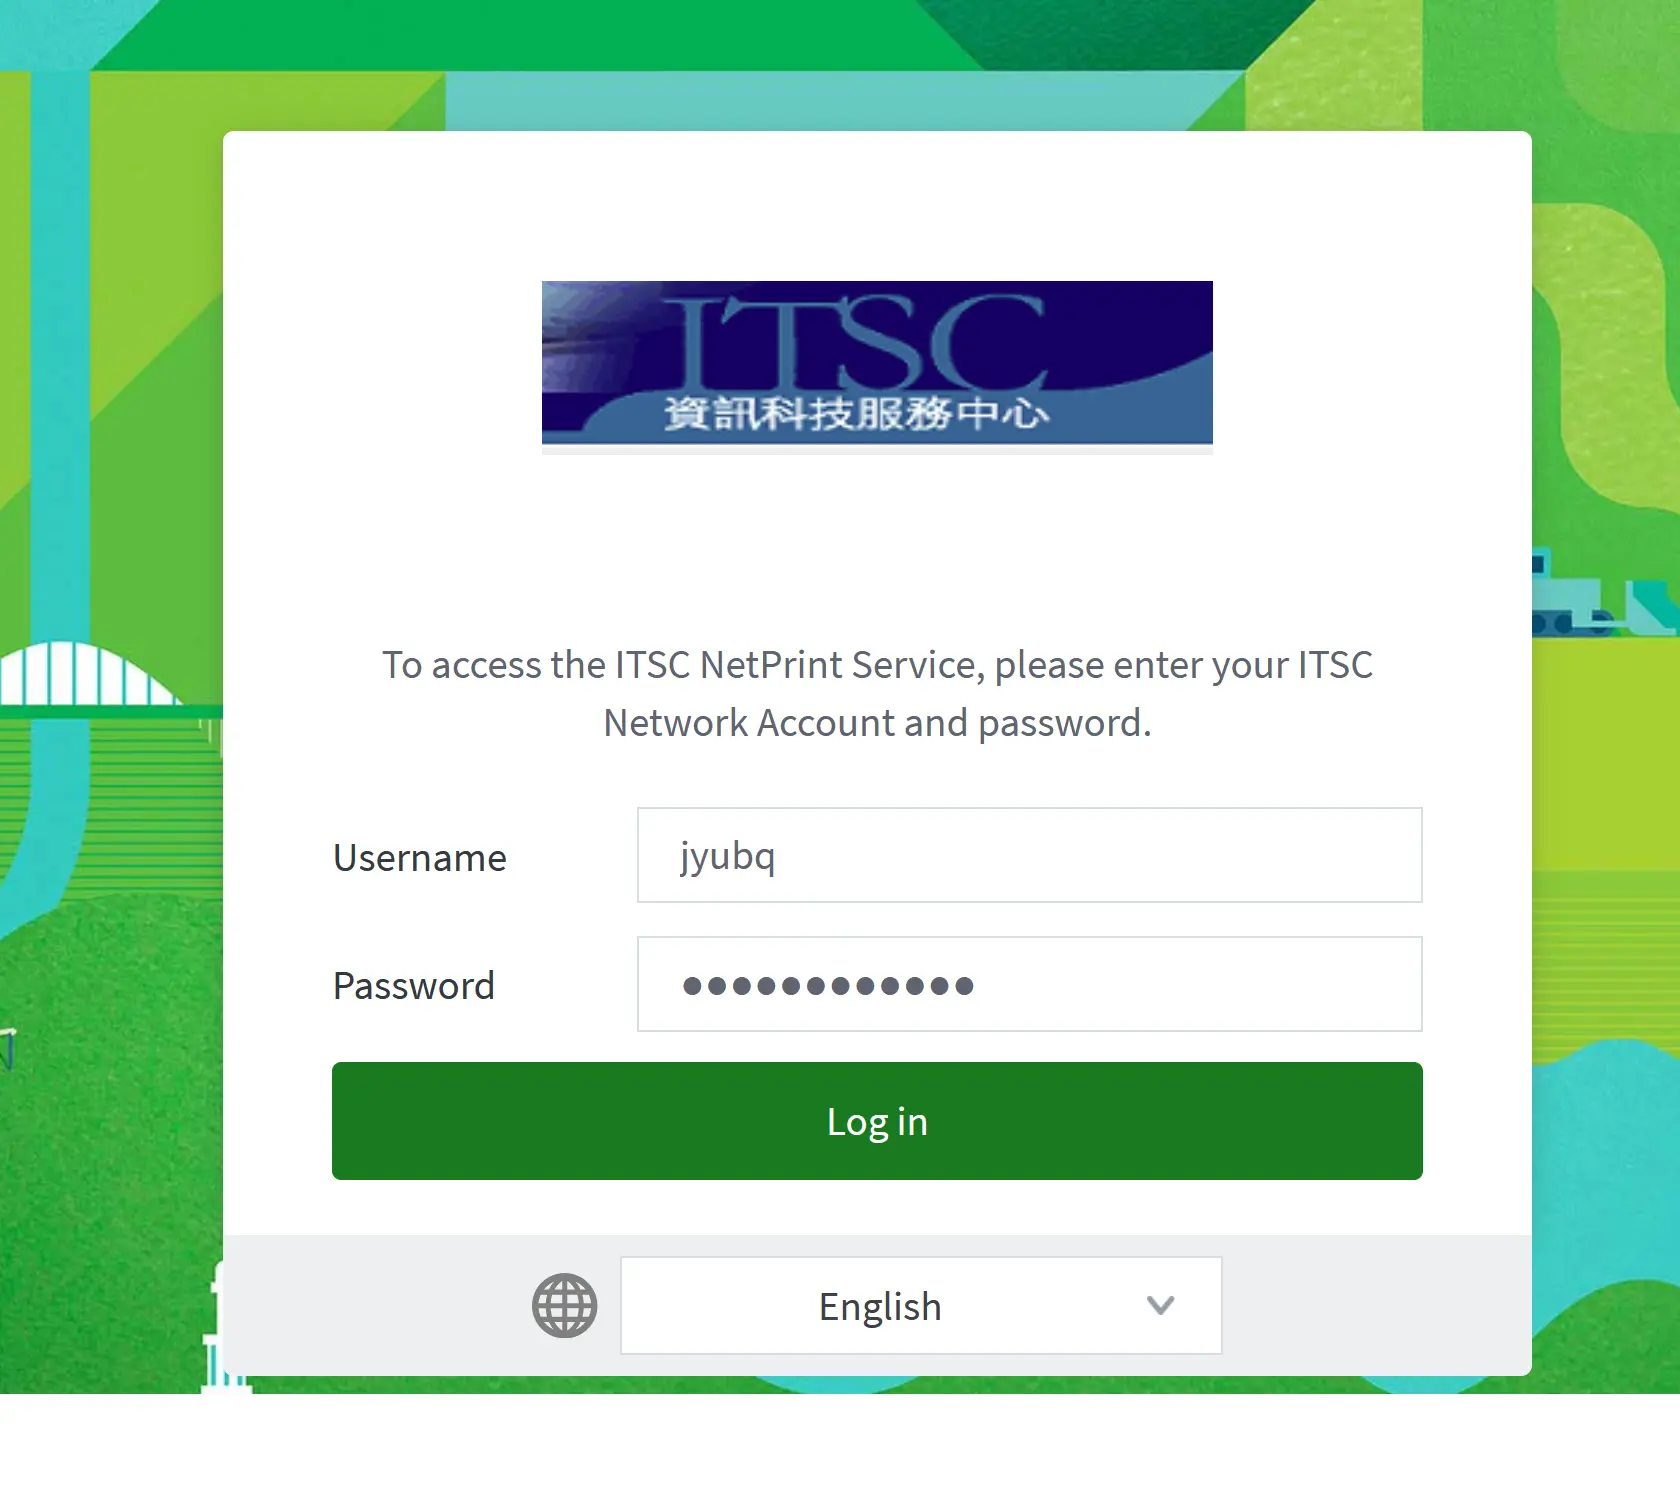 ITSC
資訊科技服務中心
To access the ITSC NetPrint Service, please enter your ITSC
Network Account and password.
Username
jyubq
Password
●●●●●●●●●●●●
Log in
English